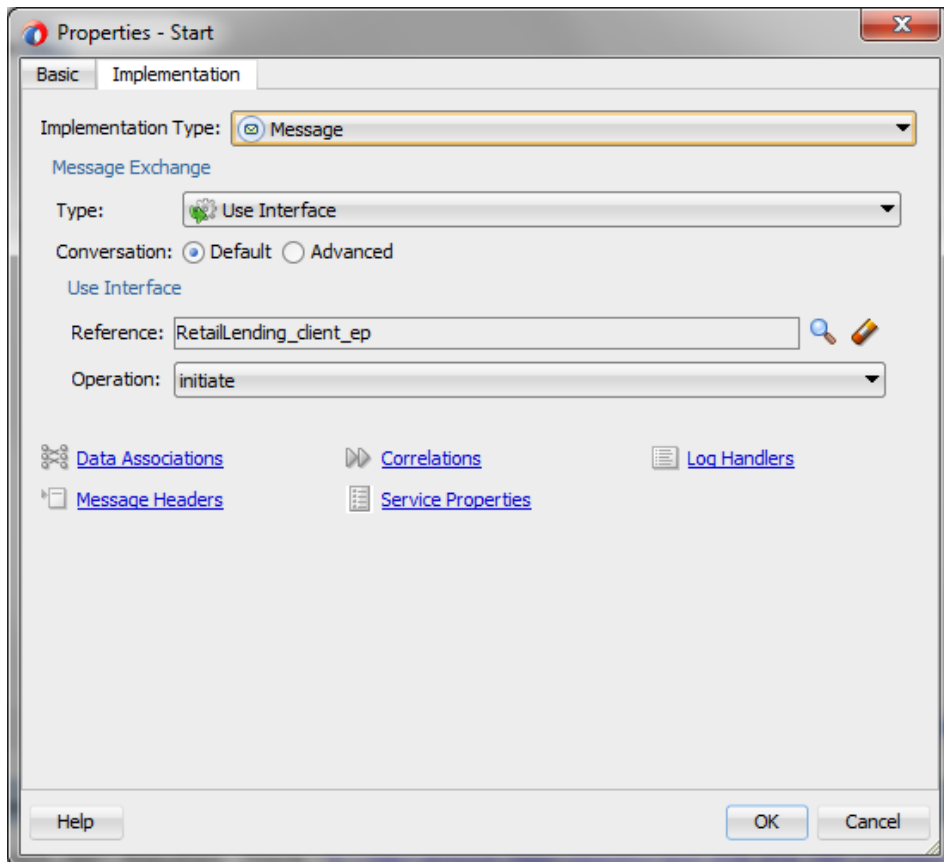 Properties - Start
Basic Implementation
Implementation Type: Message
Message Exchange
Type: Use Interface
Conversation: Default Advanced
Use Interface
Reference: RetailLending_client_ep
Operation: initiate
Data Associations Correlations Log Handlers
Message Headers Service Properties
Help OK Cancel